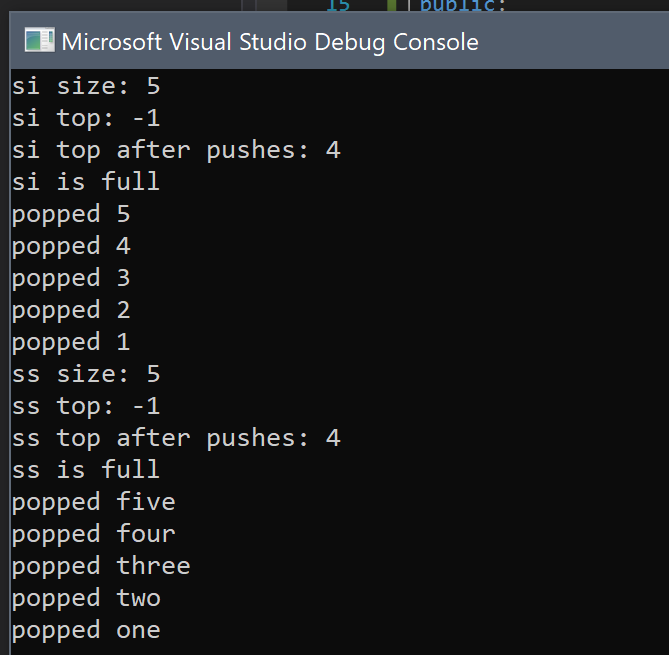 15 public:
Microsoft Visual Studio Debug Console
si size: 5
si top: -1
si top after pushes: 4
si is full
popped 5
popped 4
popped 3
popped 2
popped 1
ss size: 5
ss top: -1
ss top after pushes: 4
ss is full
popped five
popped four
popped three
popped two
popped one